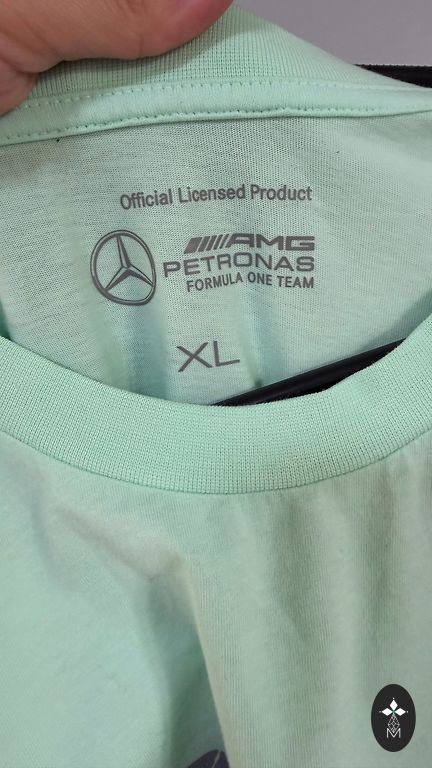 Official Licensed Product
AMG
PETRONAS
FORMULA ONE TEAM
XL
M